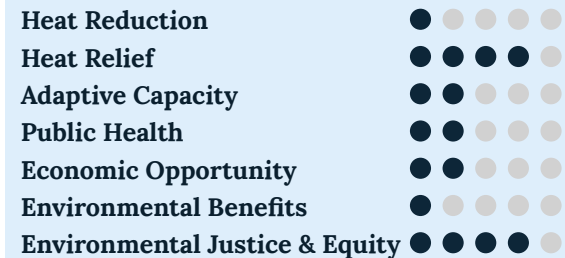 Heat Reduction
Heat Relief
Adaptive Capacity
Public Health
Economic Opportunity
Environmental Benefits
Environmental Justice & Equity